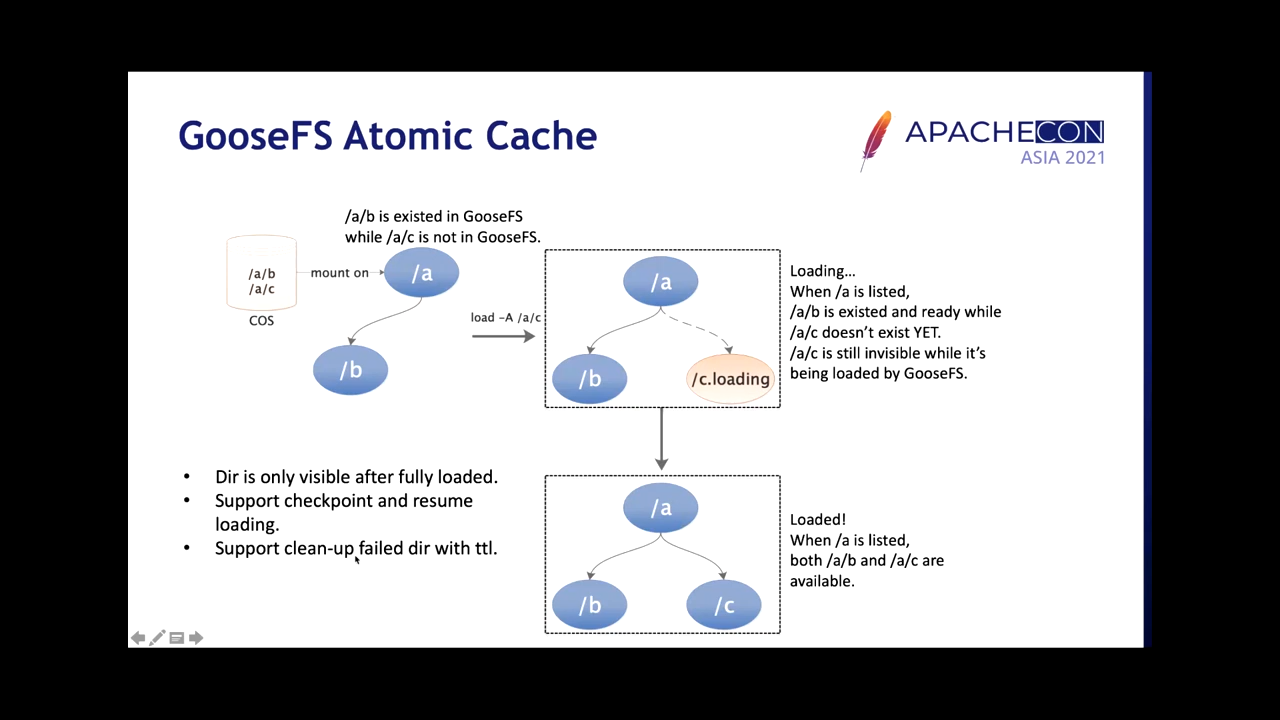 GooseFS Atomic Cache
APACHECON
ASIA 2021
/a/b is existed in GooseFS
while /a/c is not in GooseFS.
/a/b
/a/c
COS
mount on
/a
/b
load -A /a/c
/a
/b
/c.loading
Loading...
When /a is listed,
/a/b is existed and ready while
/a/c doesn't exist YET.
/a/c is still invisible while it's
being loaded by GooseFS.
• Dir is only visible after fully loaded.
• Support checkpoint and resume
loading.
• Support clean-up failed dir with ttl.
/a
/b
/c
Loaded!
When /a is listed,
both /a/b and /a/c are
available.